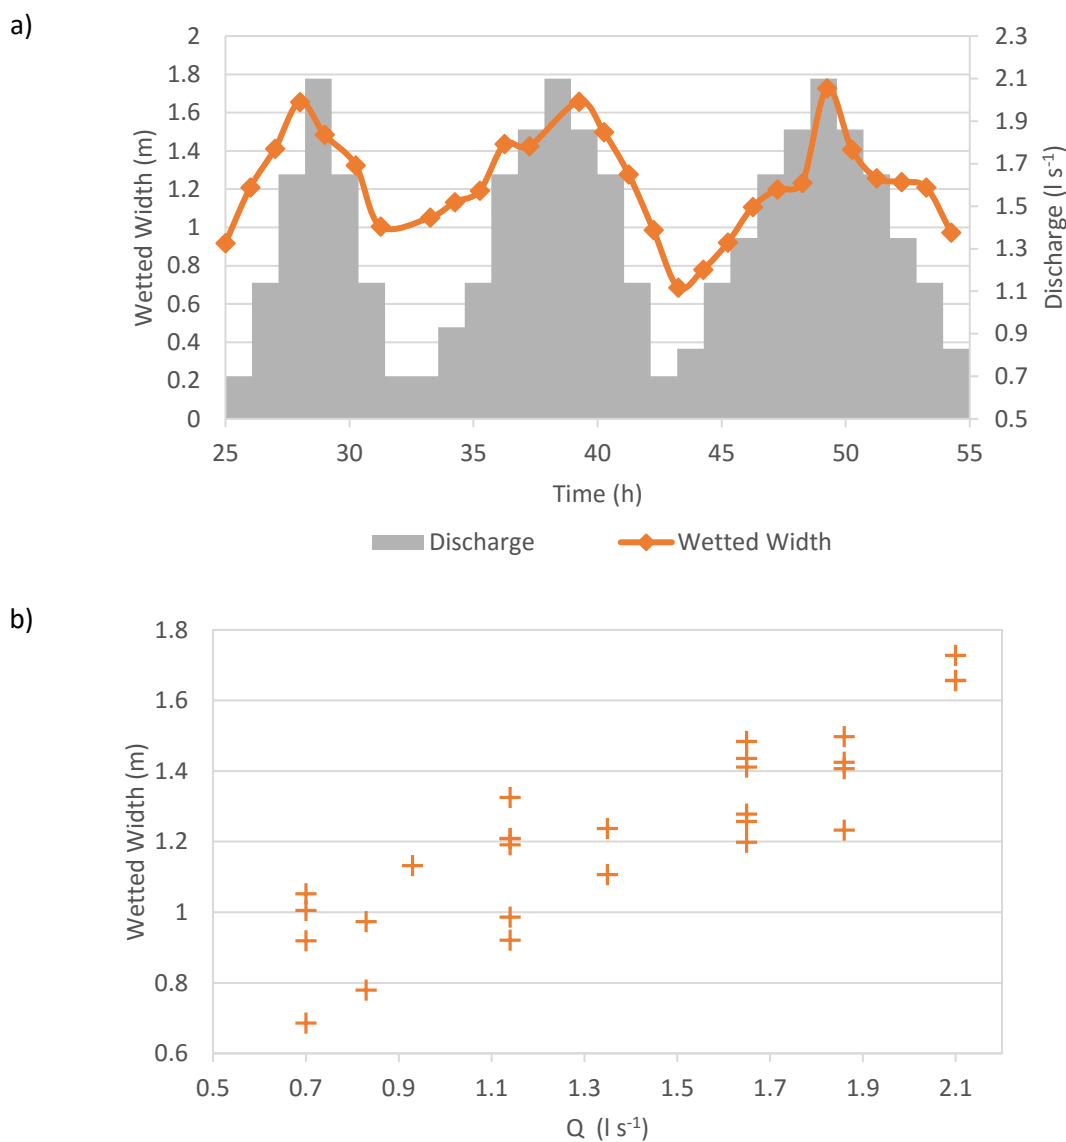 a)
2 2.3
1.8 2.1
1.6 1.9
1.4 1.7
1.2 1.5
1 1.3
0.8 1.1
0.6 0.9
0.4 0.7
0.2 0.5
0
Wetted Width (m)
Discharge (l s⁻¹)
25 30 35 40 45 50 55
Time (h)
Discharge Wetted Width
b)
1.8
1.6
1.4
1.2
1
0.8
0.6
Wetted Width (m)
0.5 0.7 0.9 1.1 1.3 1.5 1.7 1.9 2.1
Q (l s⁻¹)